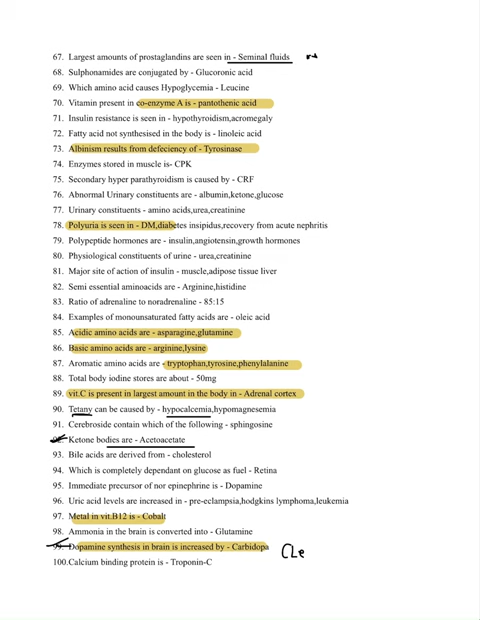 67. Largest amounts of prostaglandins are seen in - Seminal fluids
68. Sulphonamides are conjugated by - Glucoronic acid
69. Which amino acid causes Hypoglycemia - Leucine
70. Vitamin present in co-enzyme A is - pantothenic acid
71. Insulin resistance is seen in - hypothyroidism,acromegaly
72. Fatty acid not synthesised in the body is - linoleic acid
73. Albinism results from defeciency of - Tyrosinase
74. Enzymes stored in muscle is- CPK
75. Secondary hyper parathyroidism is caused by - CRF
76. Abnormal Urinary constituents are - albumin,ketone,glucose
77. Urinary constituents - amino acids,urea,creatinine
78. Polyuria is seen in - DM,diabetes insipidus,recovery from acute nephritis
79. Polypeptide hormones are - insulin,angiotensin,growth hormones
80. Physiological constituents of urine - urea,creatinine
81. Major site of action of insulin - muscle,adipose tissue liver
82. Semi essential aminoacids are - Arginine,histidine
83. Ratio of adrenaline to noradrenaline - 85:15
84. Examples of monounsaturated fatty acids are - oleic acid
85. Acidic amino acids are - asparagine,glutamine
86. Basic amino acids are - arginine,lysine
87. Aromatic amino acids are - tryptophan,tyrosine,phenylalanine
88. Total body iodine stores are about - 50mg
89. vit.C is present in largest amount in the body in - Adrenal cortex
90. Tetany can be caused by - hypocalcemia,hypomagnesemia
91. Cerebroside contain which of the following - sphingosine
92. Ketone bodies are - Acetoacetate
93. Bile acids are derived from - cholesterol
94. Which is completely dependant on glucose as fuel - Retina
95. Immediate precursor of nor epinephrine is - Dopamine
96. Uric acid levels are increased in - pre-eclampsia,hodgkins lymphoma,leukemia
97. Metal in vit.B12 is - Cobalt
98. Ammonia in the brain is converted into - Glutamine
99. Dopamine synthesis in brain is increased by - Carbidopa
100.Calcium binding protein is - Troponin-C